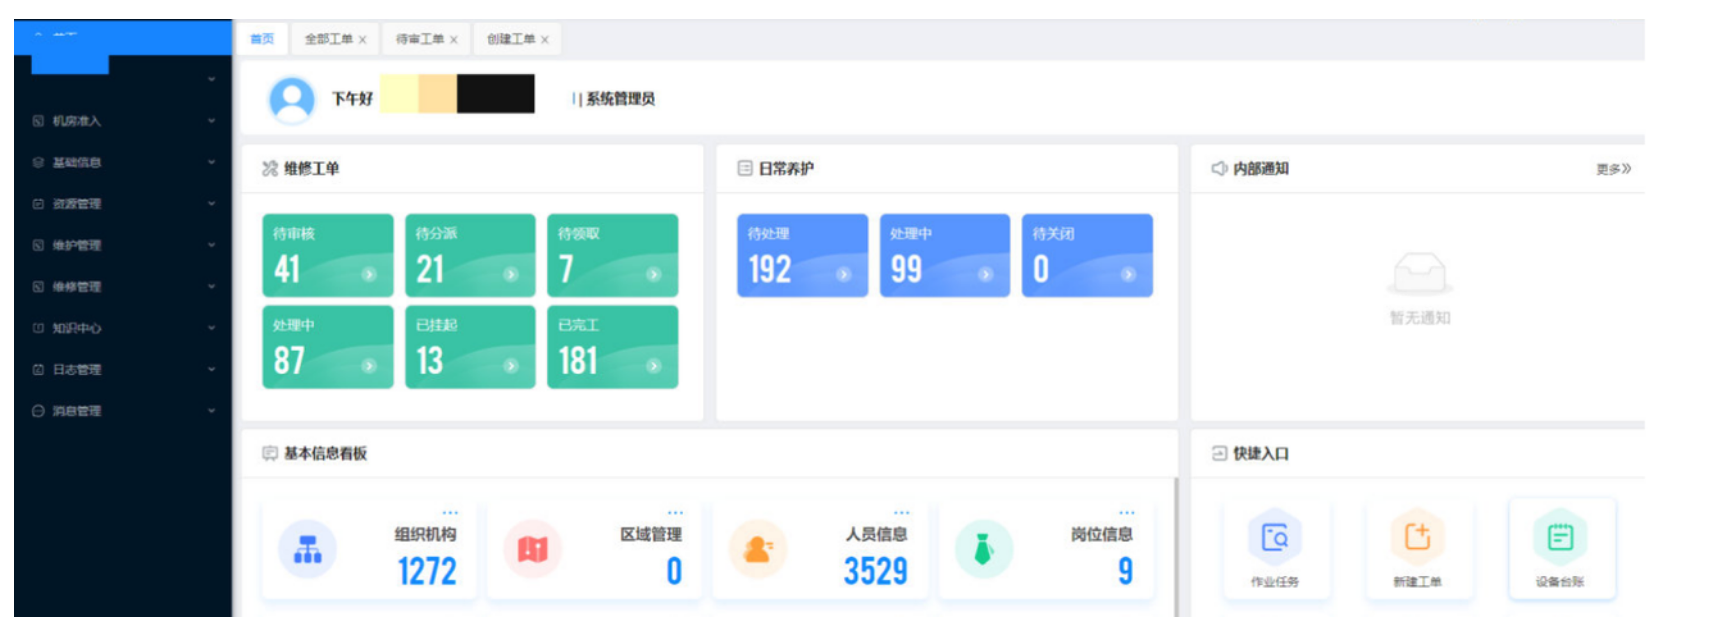 首页 全部工单 × 待审工单 × 创建工单 ×
下午好 | 系统管理员
机房准入
基础信息
资源管理
维护管理
维修管理
知识中心
日志管理
消息管理
维修工单
待审核 待分派 待领取
41 21 7
处理中 已挂起 已完工
87 13 181
日常养护
待处理 处理中 待关闭
192 99 0
内部通知 更多》
暂无通知
基本信息看板
组织机构 区域管理 人员信息 岗位信息
1272 0 3529 9
快捷入口
作业任务 新建工单 设备台账